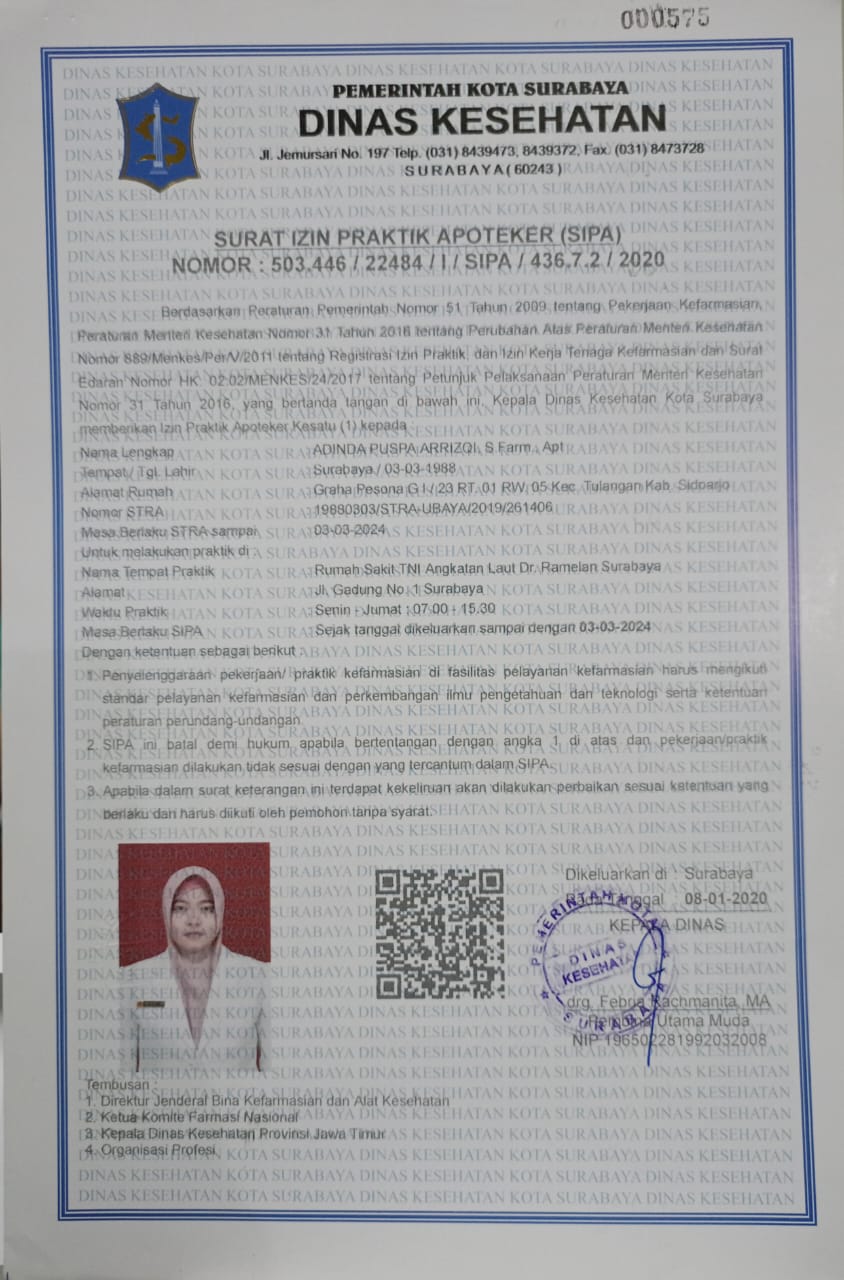 000575
PEMERINTAH KOTA SURABAYA
DINAS KESEHATAN
Jl. Jemursari No. 197 Telp. (031) 8439473, 8439372, Fax. (031) 8473728
SURABAYA ( 60243 )
SURAT IZIN PRAKTIK APOTEKER (SIPA)
NOMOR : 503.446 / 22484 / I / SIPA / 436.7.2 / 2020
Berdasarkan Peraturan Pemerintah Nomor 51 Tahun 2009 tentang Pekerjaan Kefarmasian,
Peraturan Menteri Kesehatan Nomor 31 Tahun 2016 tentang Perubahan Atas Peraturan Menteri Kesehatan
Nomor 889/Menkes/Per/V/2011 tentang Registrasi Izin Praktik, dan Izin Kerja Tenaga Kefarmasian dan Surat
Edaran Nomor HK. 02.02/MENKES/24/2017 tentang Petunjuk Pelaksanaan Peraturan Menteri Kesehatan
Nomor 31 Tahun 2016, yang bertanda tangan di bawah ini, Kepala Dinas Kesehatan Kota Surabaya
memberikan Izin Praktik Apoteker Kesatu (1) kepada :
Nama Lengkap : ADINDA PUSPA ARRIZQI, S.Farm., Apt
Tempat / Tgl. Lahir : Surabaya / 03-03-1988
Alamat Rumah : Graha Pesona G I / 23 RT. 01 RW. 05 Kec. Tulangan Kab. Sidoarjo
Nomor STRA : 19880303/STRA-UBAYA/2019/261406
Masa Berlaku STRA sampai : 03-03-2024
Untuk melakukan praktik di :
Nama Tempat Praktik : Rumah Sakit TNI Angkatan Laut Dr. Ramelan Surabaya
Alamat : Jl. Gadung No. 1 Surabaya
Waktu Praktik : Senin - Jumat : 07.00 - 15.30
Masa Berlaku SIPA : Sejak tanggal dikeluarkan sampai dengan 03-03-2024
Dengan ketentuan sebagai berikut :
1. Penyelenggaraan pekerjaan/ praktik kefarmasian di fasilitas pelayanan kefarmasian harus mengikuti
standar pelayanan kefarmasian dan perkembangan ilmu pengetahuan dan teknologi serta ketentuan
peraturan perundang-undangan.
2. SIPA ini batal demi hukum apabila bertentangan dengan angka 1 di atas dan pekerjaan/praktik
kefarmasian dilakukan tidak sesuai dengan yang tercantum dalam SIPA.
3. Apabila dalam surat keterangan ini terdapat kekeliruan akan dilakukan perbaikan sesuai ketentuan yang
berlaku dan harus diikuti oleh pemohon tanpa syarat.
Dikeluarkan di : Surabaya
Pada Tanggal : 08-01-2020
KEPALA DINAS
PEMERINTAH KOTA
DINAS
KESEHATAN
SURABAYA
drg. Febria Rachmanita, MA
Pembina Utama Muda
NIP 196502281992032008
Tembusan :
1. Direktur Jenderal Bina Kefarmasian dan Alat Kesehatan
2. Ketua Komite Farmasi Nasional
3. Kepala Dinas Kesehatan Provinsi Jawa Timur
4. Organisasi Profesi